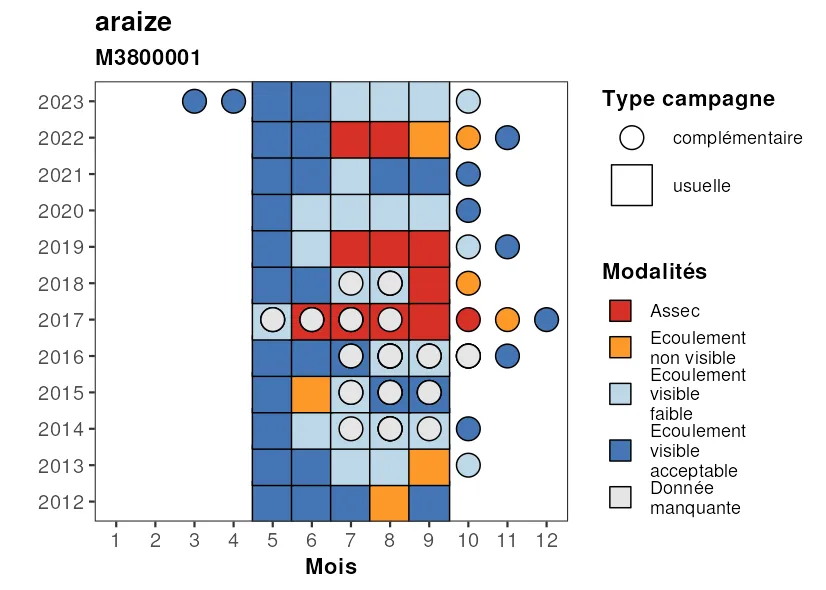 araize
M3800001
2023
2022
2021
2020
2019
2018
2017
2016
2015
2014
2013
2012
1 2 3 4 5 6 7 8 9 10 11 12
Mois
Type campagne
complémentaire
usuelle
Modalités
Assec
Ecoulement
non visible
Ecoulement
visible
faible
Ecoulement
visible
acceptable
Donnée
manquante